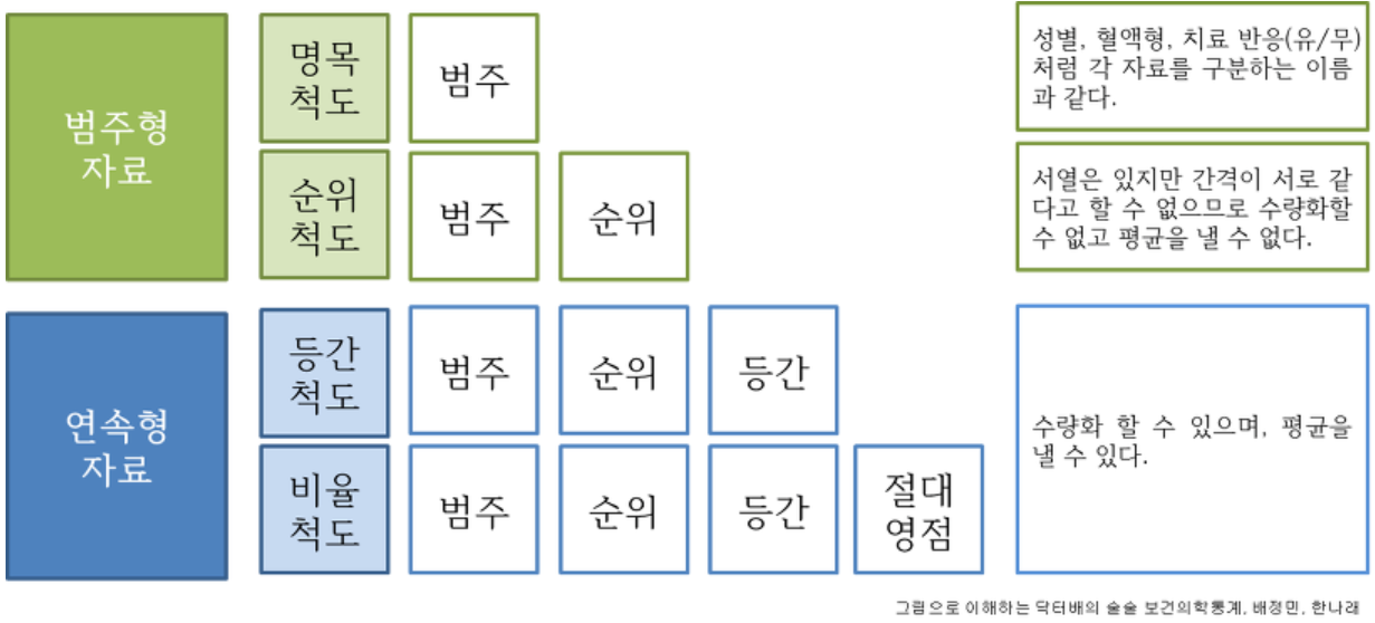 범주형
자료
명목
척도
범주
성별, 혈액형, 치료 반응(유/무)
처럼 각 자료를 구분하는 이름
과 같다.
순위
척도
범주
순위
서열은 있지만 간격이 서로 같
다고 할 수 없으므로 수량화할
수 없고 평균을 낼 수 없다.
연속형
자료
등간
척도
범주
순위
등간
수량화 할 수 있으며, 평균을
낼 수 있다.
비율
척도
범주
순위
등간
절대
영점
그림으로 이해하는 닥터배의 술술 보건의학통계, 배정민, 한나래